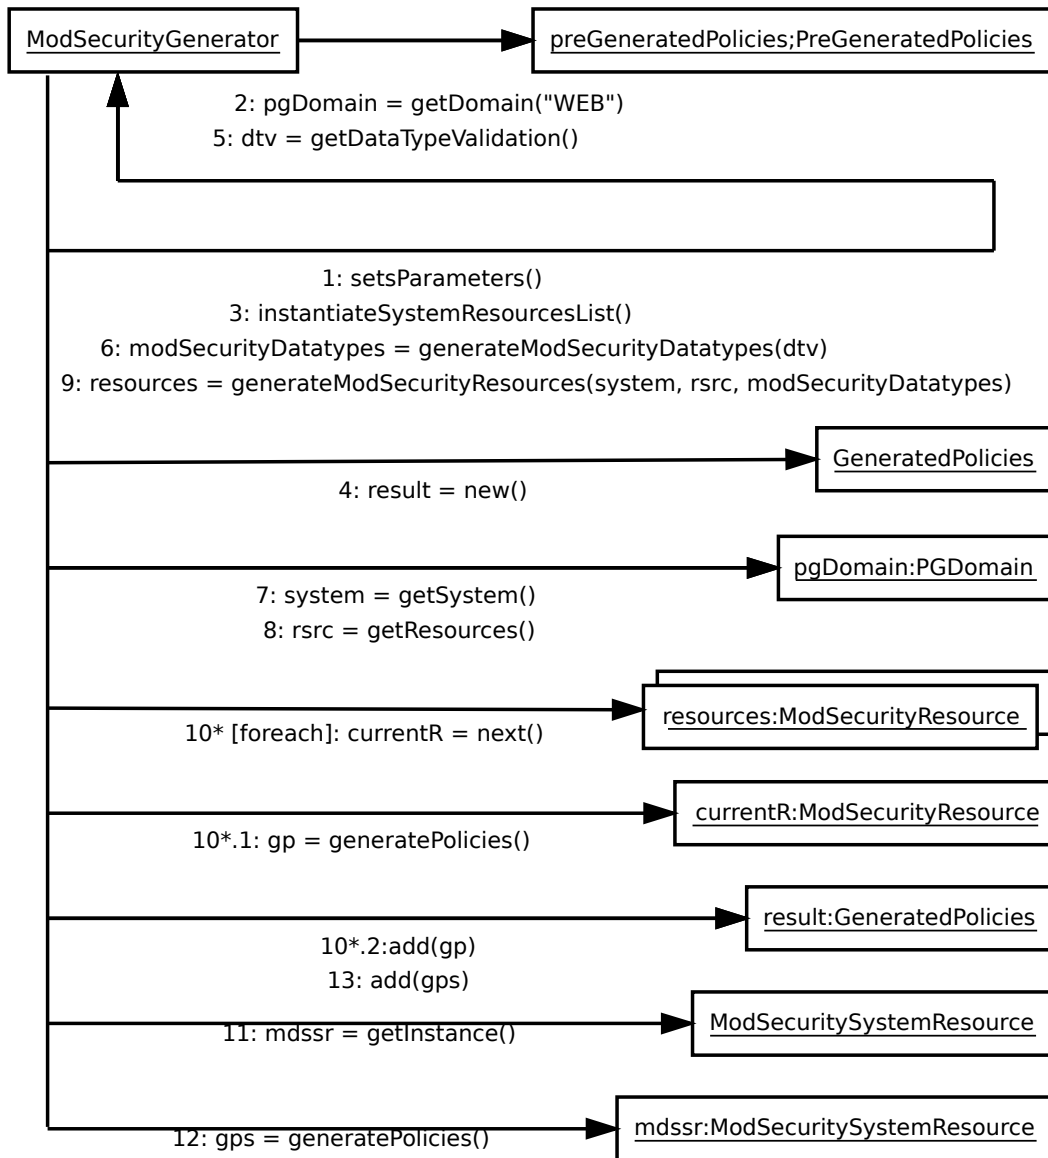 ModSecurityGenerator
preGeneratedPolicies;PreGeneratedPolicies
2: pgDomain = getDomain("WEB")
5: dtv = getDataTypeValidation()
1: setsParameters()
3: instantiateSystemResourcesList()
6: modSecurityDatatypes = generateModSecurityDatatypes(dtv)
9: resources = generateModSecurityResources(system, rsrc, modSecurityDatatypes)
GeneratedPolicies
4: result = new()
pgDomain:PGDomain
7: system = getSystem()
8: rsrc = getResources()
resources:ModSecurityResource
10* [foreach]: currentR = next()
currentR:ModSecurityResource
10*.1: gp = generatePolicies()
result:GeneratedPolicies
10*.2:add(gp)
13: add(gps)
ModSecuritySystemResource
11: mdssr = getInstance()
mdssr:ModSecuritySystemResource
12: gps = generatePolicies()